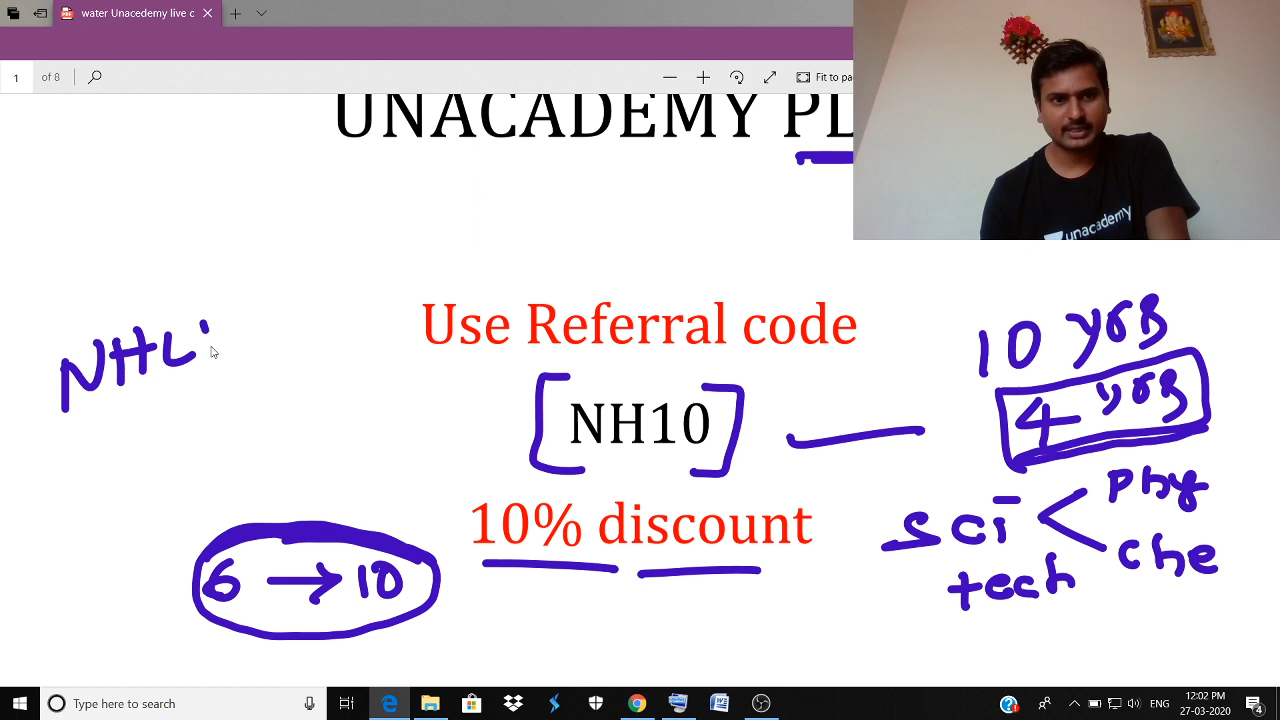 water Unacedemy live c
1 of 8
Fit to pa
UNACADEMY PL
unacademy
Use Referral code
10 yrs
NHL
[NH10]
4 yrs
10% discount
sci
phy
che
tech
6 → 10
Type here to search
ENG
12:02 PM
27-03-2020
4